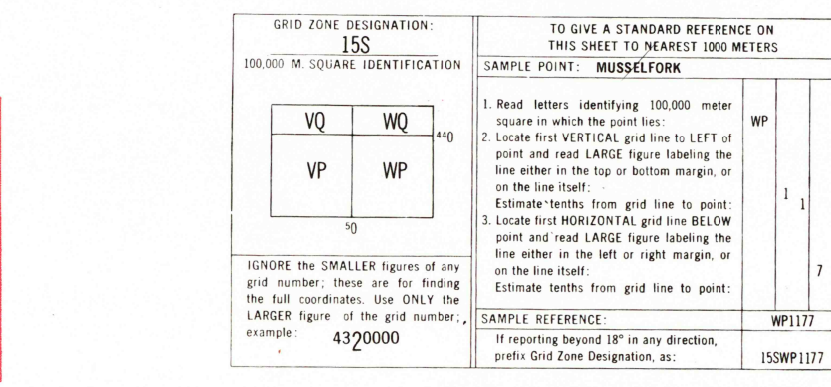 GRID ZONE DESIGNATION:
15S
100,000 M. SQUARE IDENTIFICATION
VQ WQ
440
VP WP
50
IGNORE the SMALLER figures of any
grid number; these are for finding
the full coordinates. Use ONLY the
LARGER figure of the grid number;
example: 4320000
TO GIVE A STANDARD REFERENCE ON
THIS SHEET TO NEAREST 1000 METERS
SAMPLE POINT: MUSSELFORK
1. Read letters identifying 100,000 meter
square in which the point lies: WP
2. Locate first VERTICAL grid line to LEFT of
point and read LARGE figure labeling the
line either in the top or bottom margin, or
on the line itself: 1
Estimate tenths from grid line to point: 1
3. Locate first HORIZONTAL grid line BELOW
point and read LARGE figure labeling the
line either in the left or right margin, or
on the line itself: 7
Estimate tenths from grid line to point:
SAMPLE REFERENCE: WP1177
If reporting beyond 18° in any direction,
prefix Grid Zone Designation, as: 15SWP1177